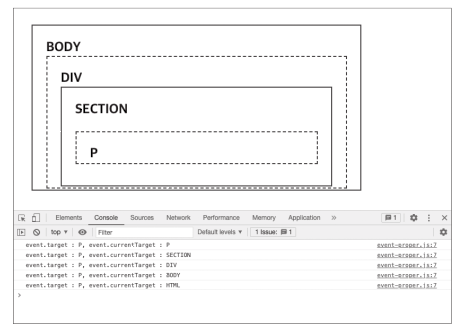 BODY
DIV
SECTION
P
Elements Console Sources Network Performance Memory Application » 1
top ▼ Filter Default levels ▼ 1 Issue: 1
event.target : P, event.currentTarget : P event-proper.js:7
event.target : P, event.currentTarget : SECTION event-proper.js:7
event.target : P, event.currentTarget : DIV event-proper.js:7
event.target : P, event.currentTarget : BODY event-proper.js:7
event.target : P, event.currentTarget : HTML event-proper.js:7
>